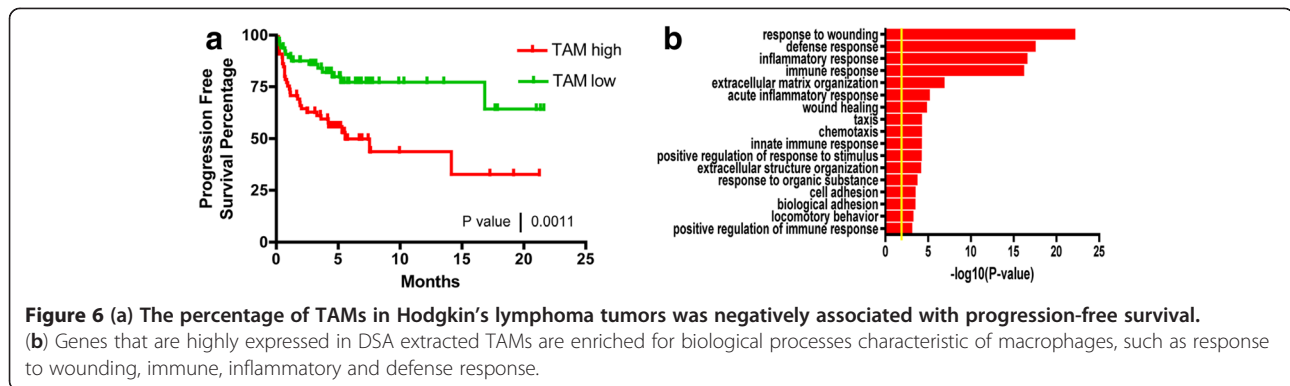 a
100
75
50
25
0
Progression Free
Survival Percentage
TAM high
TAM low
P value | 0.0011
0 5 10 15 20 25
Months
b
response to wounding
defense response
inflammatory response
immune response
extracellular matrix organization
acute inflammatory response
wound healing
taxis
chemotaxis
innate immune response
positive regulation of response to stimulus
extracellular structure organization
response to organic substance
cell adhesion
biological adhesion
locomotory behavior
positive regulation of immune response
0 5 10 15 20 25
-log10(P-value)
Figure 6 (a) The percentage of TAMs in Hodgkin's lymphoma tumors was negatively associated with progression-free survival.
(b) Genes that are highly expressed in DSA extracted TAMs are enriched for biological processes characteristic of macrophages, such as response
to wounding, immune, inflammatory and defense response.